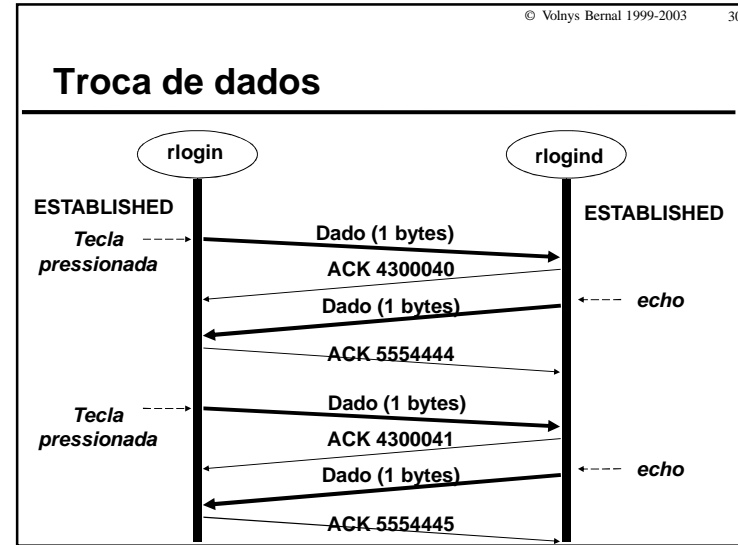 © Volnys Bernal 1999-2003 30
Troca de dados
rlogin
rlogind
ESTABLISHED
ESTABLISHED
Tecla
pressionada
Dado (1 bytes)
ACK 4300040
Dado (1 bytes)
echo
ACK 5554444
Tecla
pressionada
Dado (1 bytes)
ACK 4300041
Dado (1 bytes)
echo
ACK 5554445